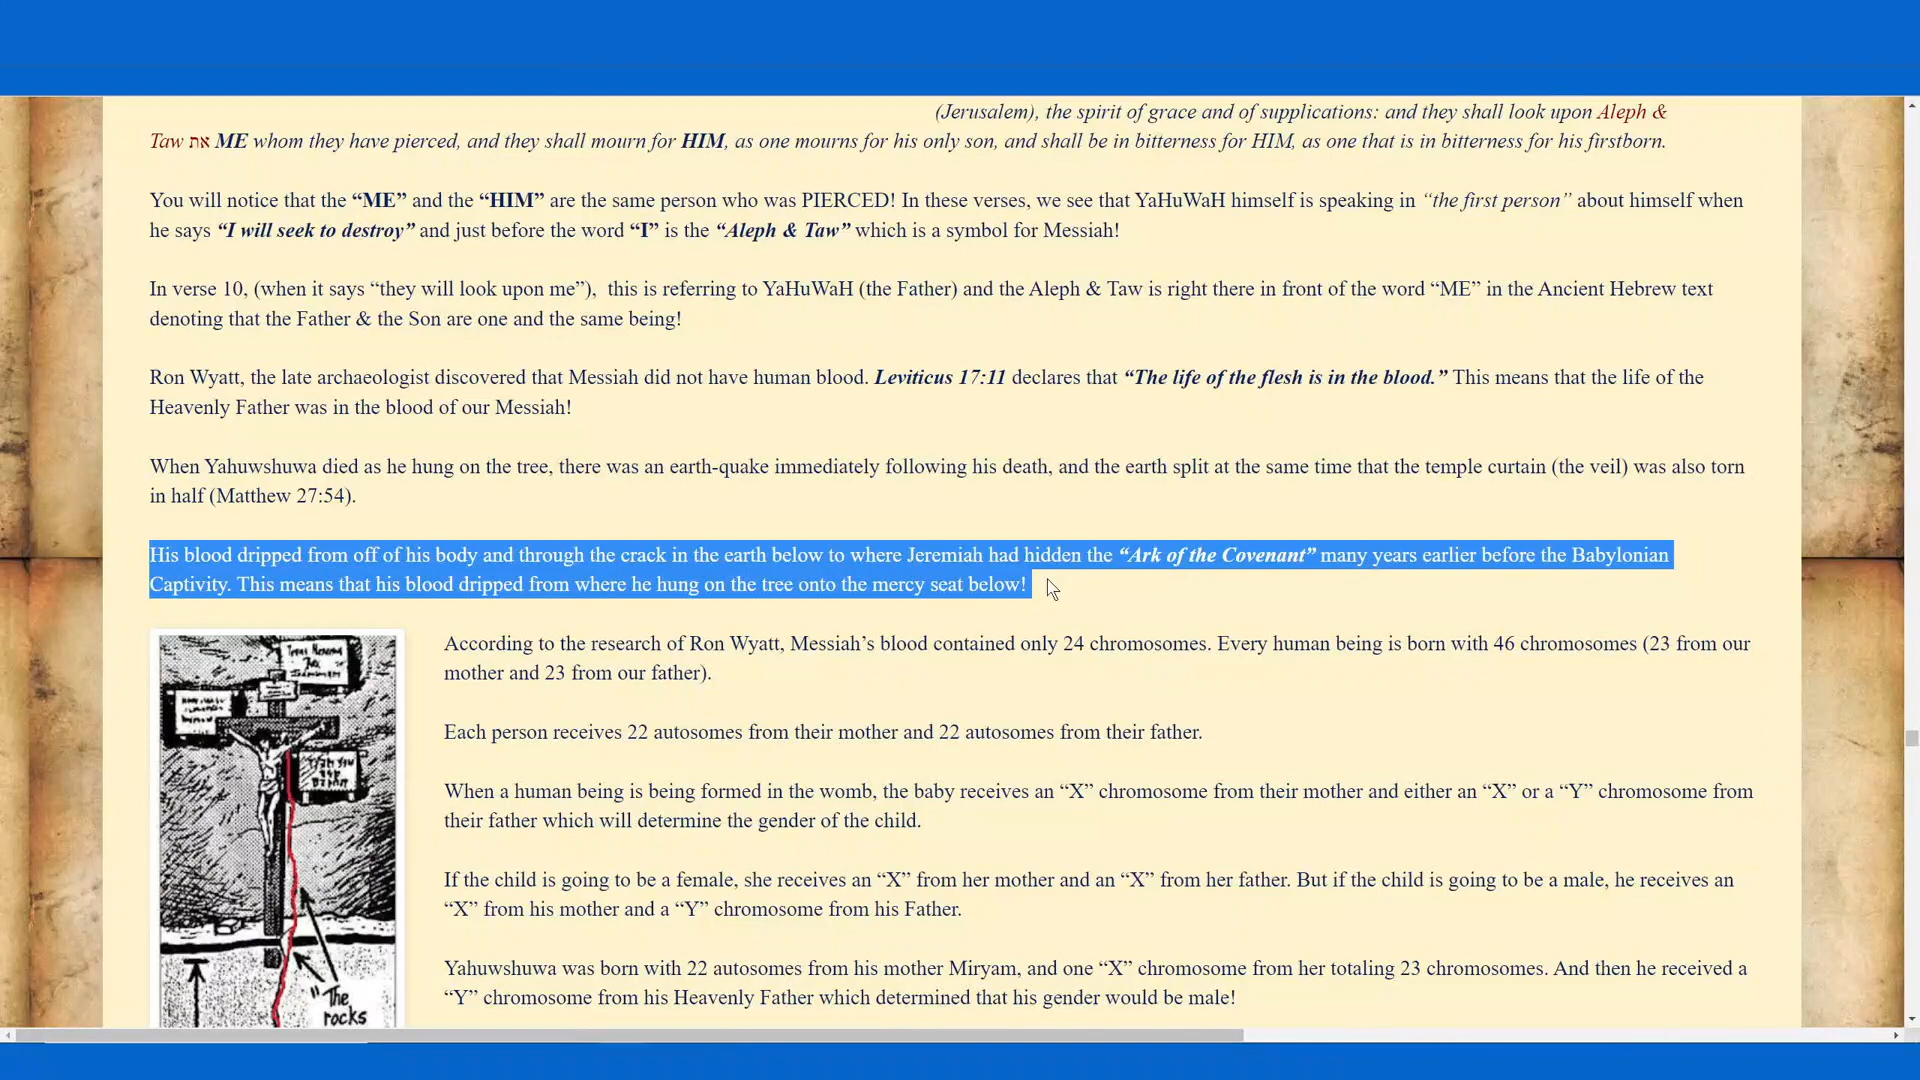 (Jerusalem), the spirit of grace and of supplications: and they shall look upon Aleph &
Taw את ME whom they have pierced, and they shall mourn for HIM, as one mourns for his only son, and shall be in bitterness for HIM, as one that is in bitterness for his firstborn.
You will notice that the “ME” and the “HIM” are the same person who was PIERCED! In these verses, we see that YaHuWaH himself is speaking in “the first person” about himself when
he says “I will seek to destroy” and just before the word “I” is the “Aleph & Taw” which is a symbol for Messiah!
In verse 10, (when it says “they will look upon me”),  this is referring to YaHuWaH (the Father) and the Aleph & Taw is right there in front of the word “ME” in the Ancient Hebrew text
denoting that the Father & the Son are one and the same being!
Ron Wyatt, the late archaeologist discovered that Messiah did not have human blood. Leviticus 17:11 declares that “The life of the flesh is in the blood.” This means that the life of the
Heavenly Father was in the blood of our Messiah!
When Yahuwshuwa died as he hung on the tree, there was an earth-quake immediately following his death, and the earth split at the same time that the temple curtain (the veil) was also torn
in half (Matthew 27:54).
His blood dripped from off of his body and through the crack in the earth below to where Jeremiah had hidden the “Ark of the Covenant” many years earlier before the Babylonian
Captivity. This means that his blood dripped from where he hung on the tree onto the mercy seat below!
According to the research of Ron Wyatt, Messiah’s blood contained only 24 chromosomes. Every human being is born with 46 chromosomes (23 from our
mother and 23 from our father).
Each person receives 22 autosomes from their mother and 22 autosomes from their father.
When a human being is being formed in the womb, the baby receives an “X” chromosome from their mother and either an “X” or a “Y” chromosome from
their father which will determine the gender of the child.
If the child is going to be a female, she receives an “X” from her mother and an “X” from her father. But if the child is going to be a male, he receives an
“X” from his mother and a “Y” chromosome from his Father.
Yahuwshuwa was born with 22 autosomes from his mother Miryam, and one “X” chromosome from her totaling 23 chromosomes. And then he received a
“Y” chromosome from his Heavenly Father which determined that his gender would be male!
"The
rocks